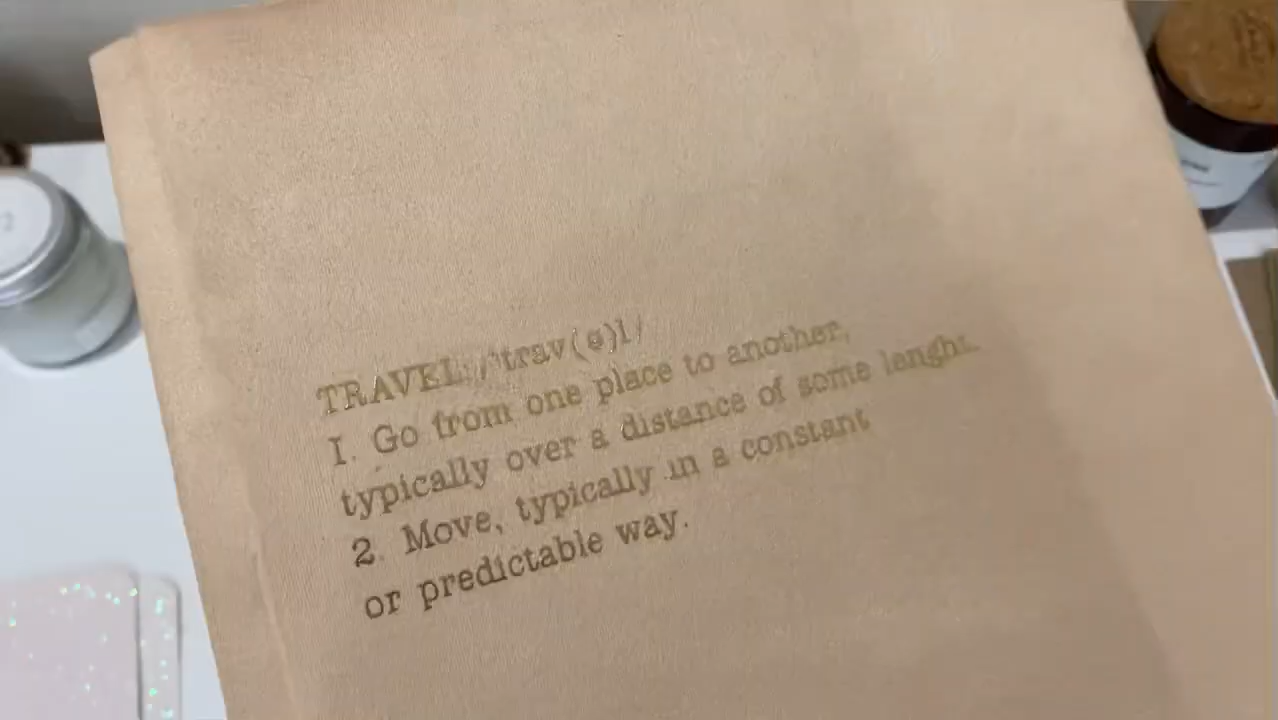 TRAVEL: /'trav(ə)l/
1. Go from one place to another,
typically over a distance of some lenght.
2. Move, typically in a constant
or predictable way.